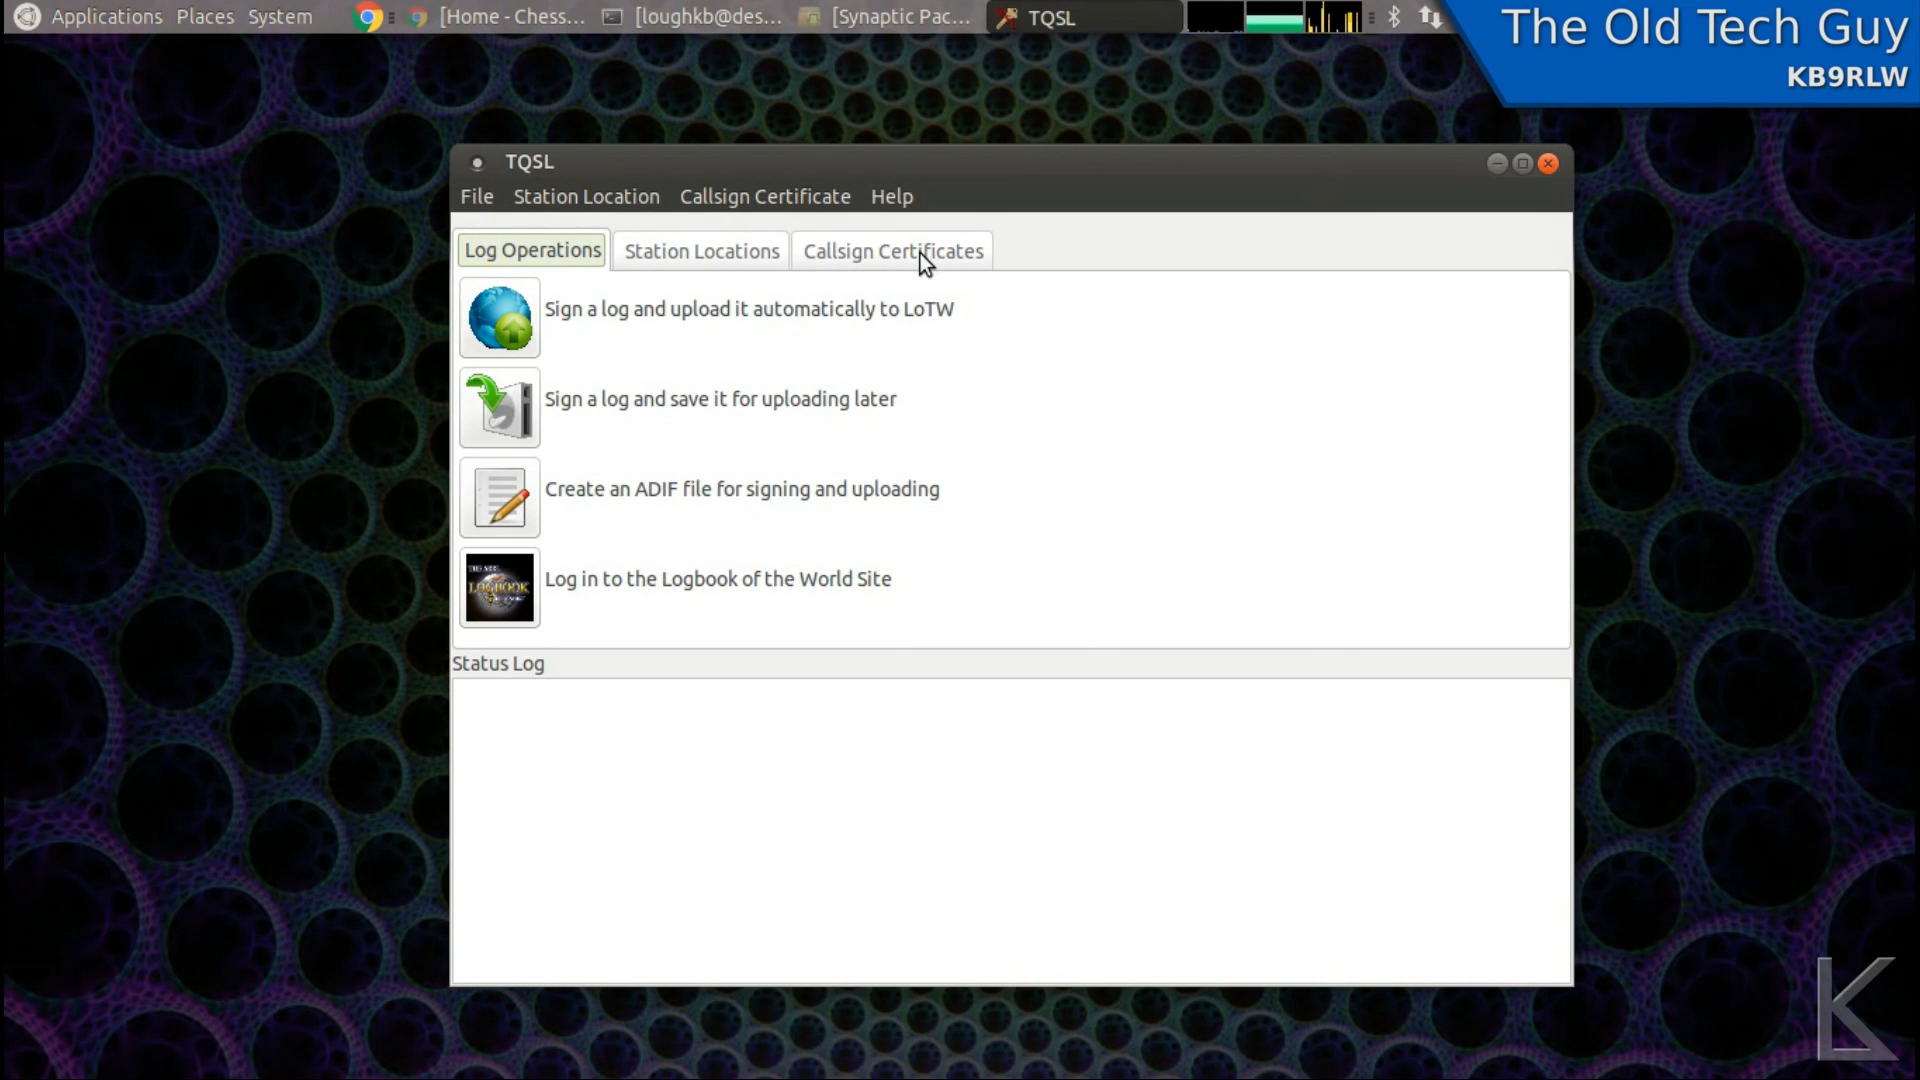 Applications Places System [Home - Chess... [loughkb@des... [Synaptic Pac... TQSL
The Old Tech Guy
KB9RLW
TQSL
File Station Location Callsign Certificate Help
Log Operations Station Locations Callsign Certificates
Sign a log and upload it automatically to LoTW
Sign a log and save it for uploading later
Create an ADIF file for signing and uploading
LOGBOOK
Log in to the Logbook of the World Site
Status Log
K